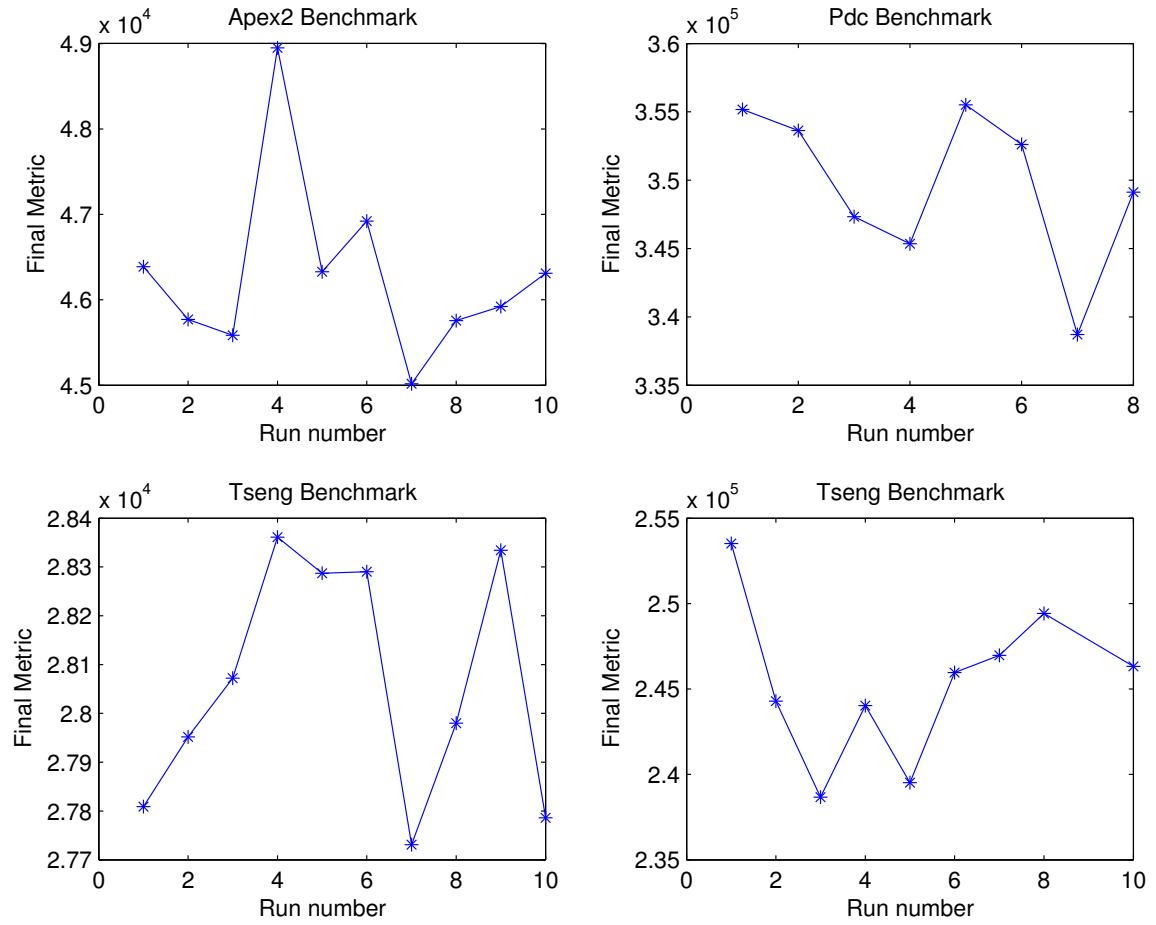 Apex2 Benchmark
x 10^4
4.9
4.8
4.7
4.6
4.5
Final Metric
0 2 4 6 8 10
Run number
Pdc Benchmark
x 10^5
3.6
3.55
3.5
3.45
3.4
3.35
Final Metric
0 2 4 6 8
Run number
Tseng Benchmark
x 10^4
2.84
2.83
2.82
2.81
2.8
2.79
2.78
2.77
Final Metric
0 2 4 6 8 10
Run number
Tseng Benchmark
x 10^5
2.55
2.5
2.45
2.4
2.35
Final Metric
0 2 4 6 8 10
Run number